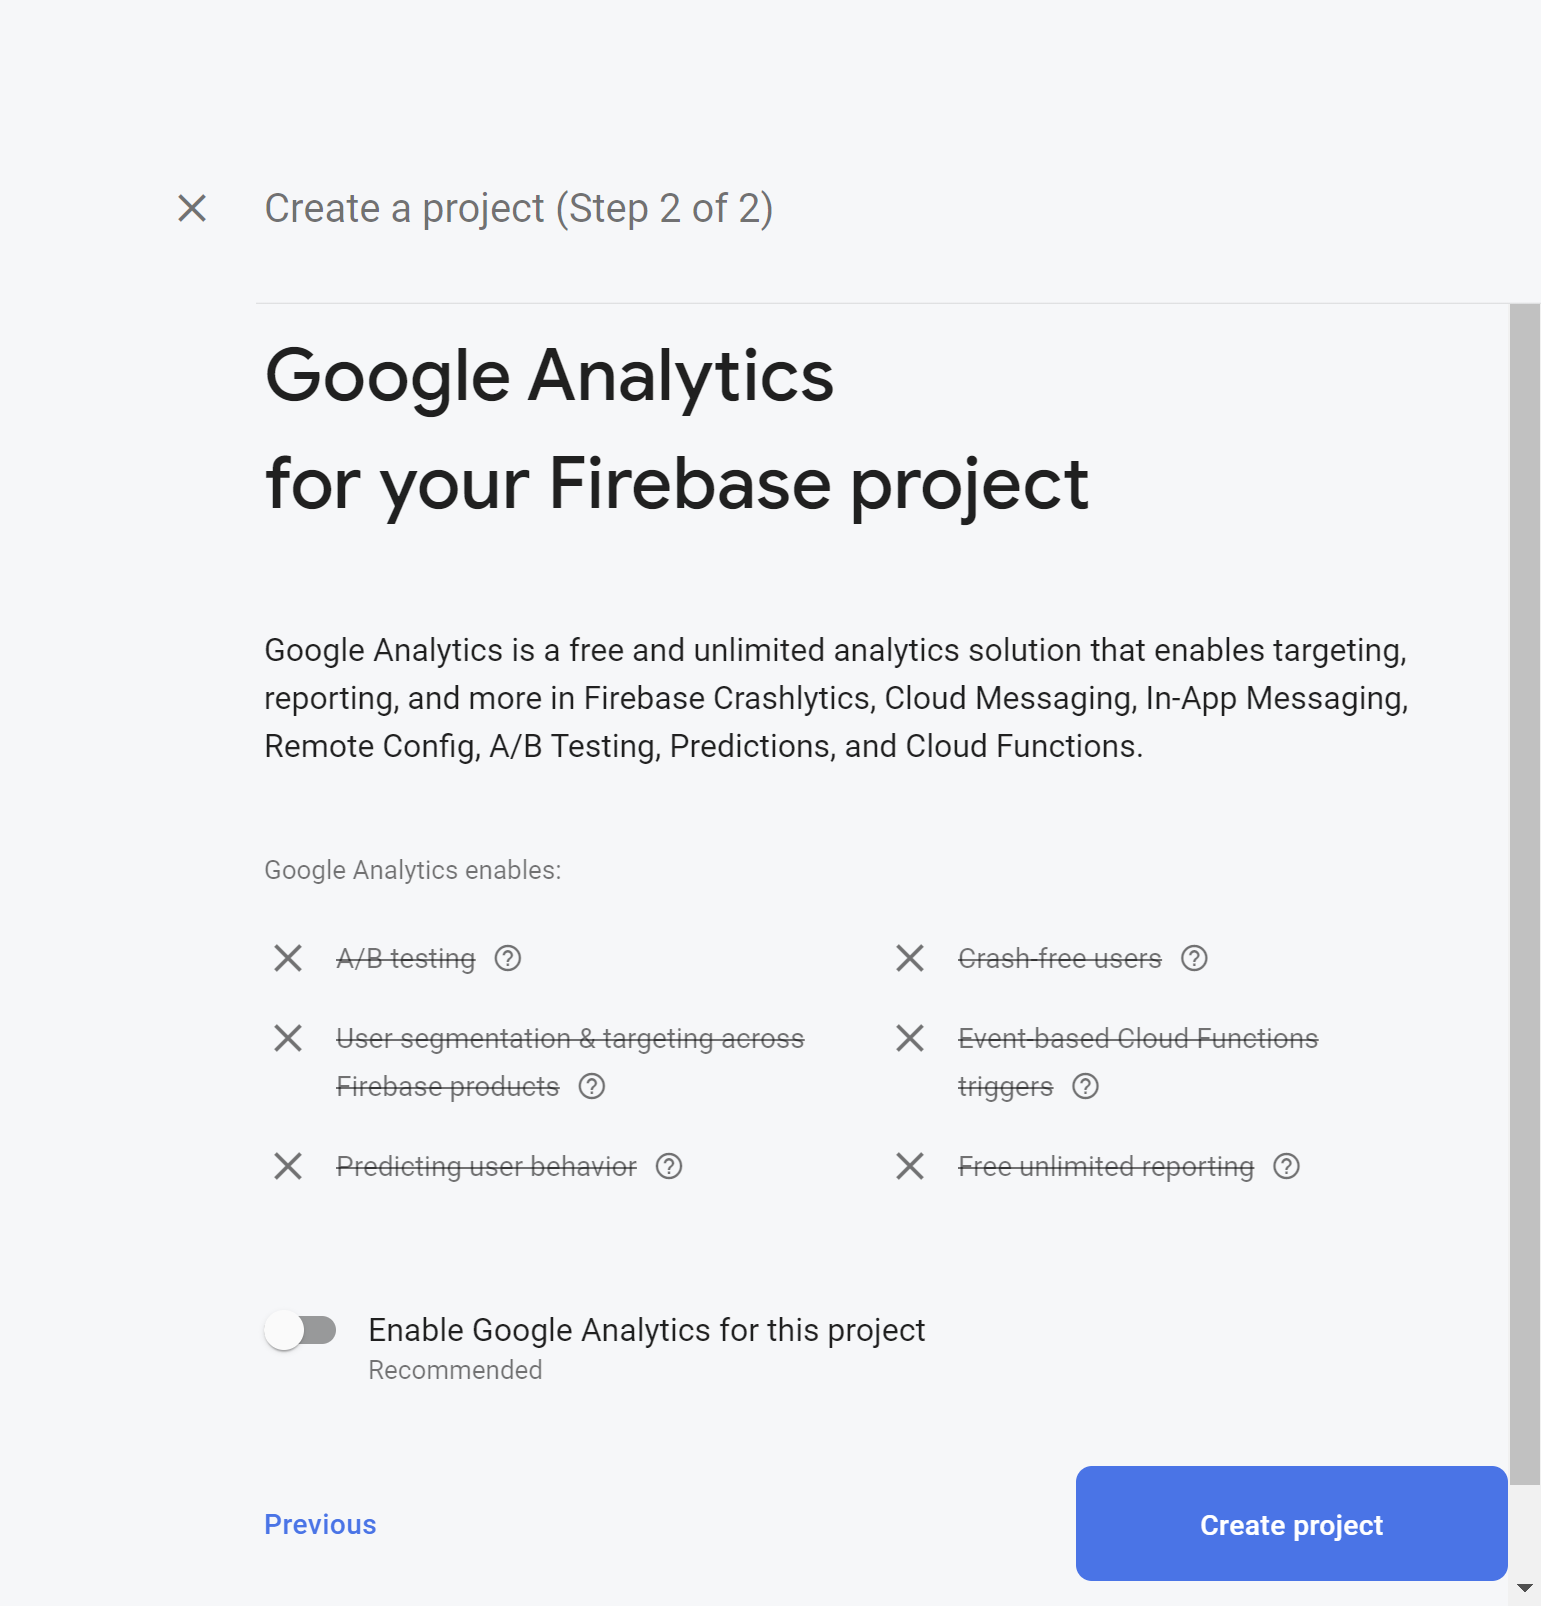 Create a project (Step 2 of 2)
Google Analytics
for your Firebase project
Google Analytics is a free and unlimited analytics solution that enables targeting,
reporting, and more in Firebase Crashlytics, Cloud Messaging, In-App Messaging,
Remote Config, A/B Testing, Predictions, and Cloud Functions.
Google Analytics enables:
A/B testing
Crash-free users
User segmentation & targeting across
Firebase products
Event-based Cloud Functions
triggers
Predicting user behavior
Free unlimited reporting
Enable Google Analytics for this project
Recommended
Previous
Create project